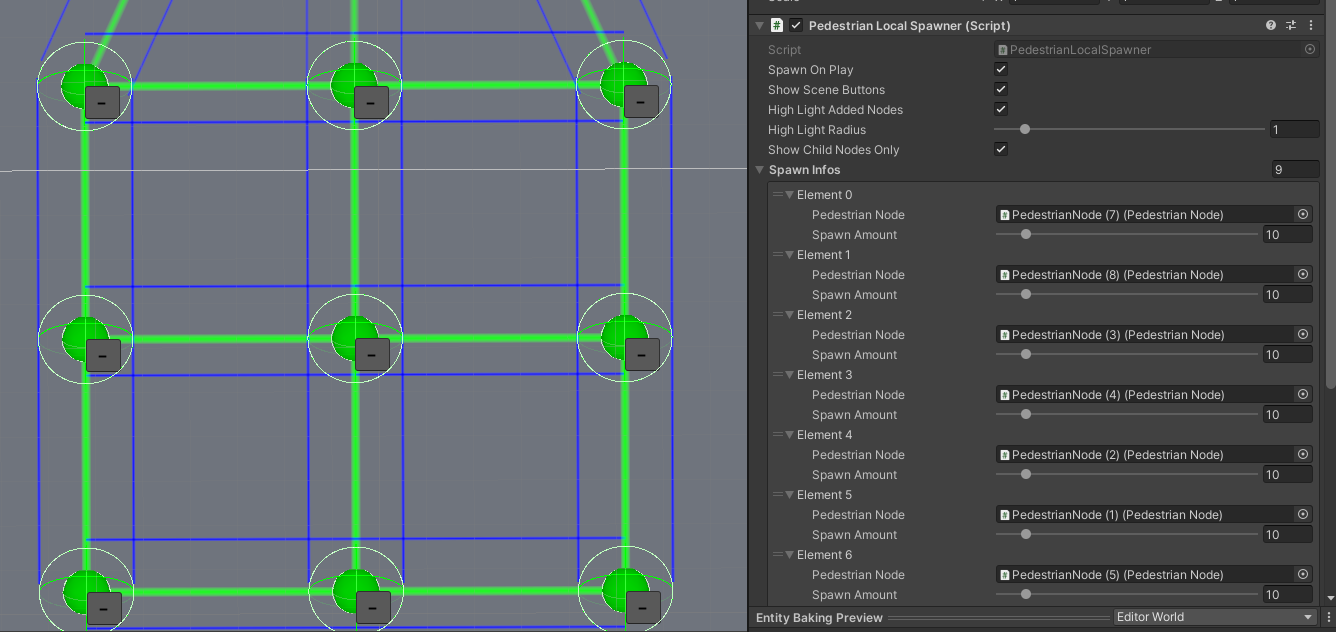 Pedestrian Local Spawner (Script)
Script PedestrianLocalSpawner
Spawn On Play
Show Scene Buttons
High Light Added Nodes
High Light Radius 1
Show Child Nodes Only
Spawn Infos 9
Element 0
Pedestrian Node PedestrianNode (7) (Pedestrian Node)
Spawn Amount 10
Element 1
Pedestrian Node PedestrianNode (8) (Pedestrian Node)
Spawn Amount 10
Element 2
Pedestrian Node PedestrianNode (3) (Pedestrian Node)
Spawn Amount 10
Element 3
Pedestrian Node PedestrianNode (4) (Pedestrian Node)
Spawn Amount 10
Element 4
Pedestrian Node PedestrianNode (2) (Pedestrian Node)
Spawn Amount 10
Element 5
Pedestrian Node PedestrianNode (1) (Pedestrian Node)
Spawn Amount 10
Element 6
Pedestrian Node PedestrianNode (5) (Pedestrian Node)
Spawn Amount 10
Entity Baking Preview Editor World